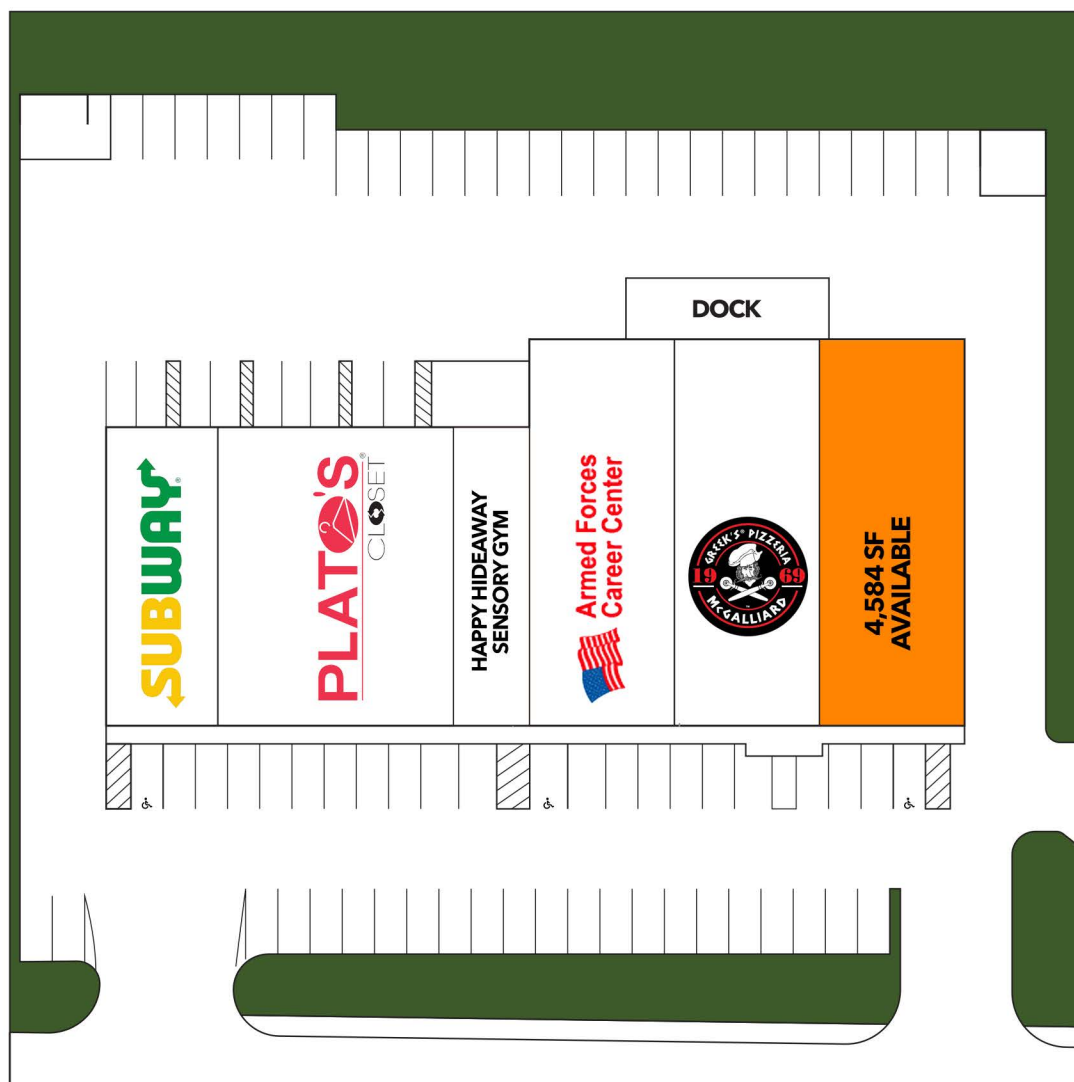 DOCK
SUBWAY®
PLATO'S®
CLOSET
HAPPY HIDEAWAY
SENSORY GYM
Armed Forces
Career Center
GREEK'S® PIZZERIA
19 69
McGALLIARD
4,584 SF
AVAILABLE